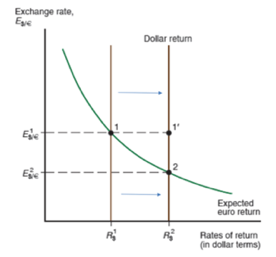 Exchange rate,
E$/€
Dollar return
1
1'
E¹$/€
2
E²$/€
Expected
euro return
R¹$
R²$
Rates of return
(in dollar terms)